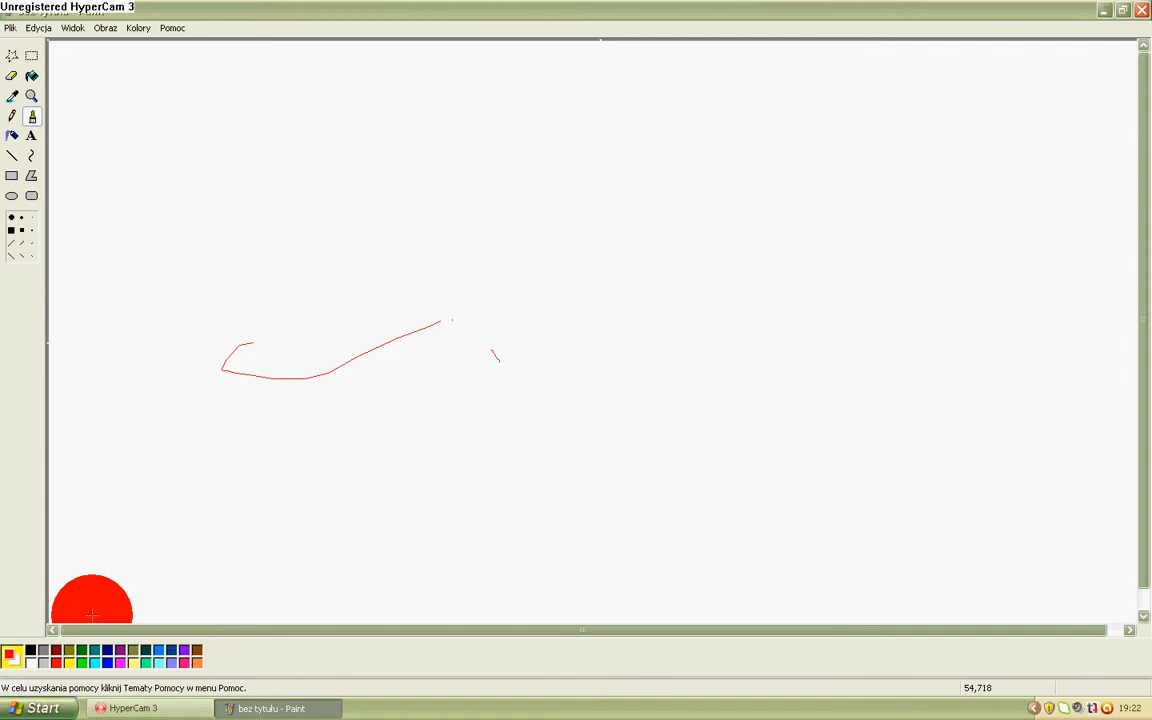 Unregistered HyperCam 3
Plik Edycja Widok Obraz Kolory Pomoc
A
W celu uzyskania pomocy kliknij Tematy Pomocy w menu Pomoc.
54,718
Start
HyperCam 3
bez tytułu - Paint
19:22